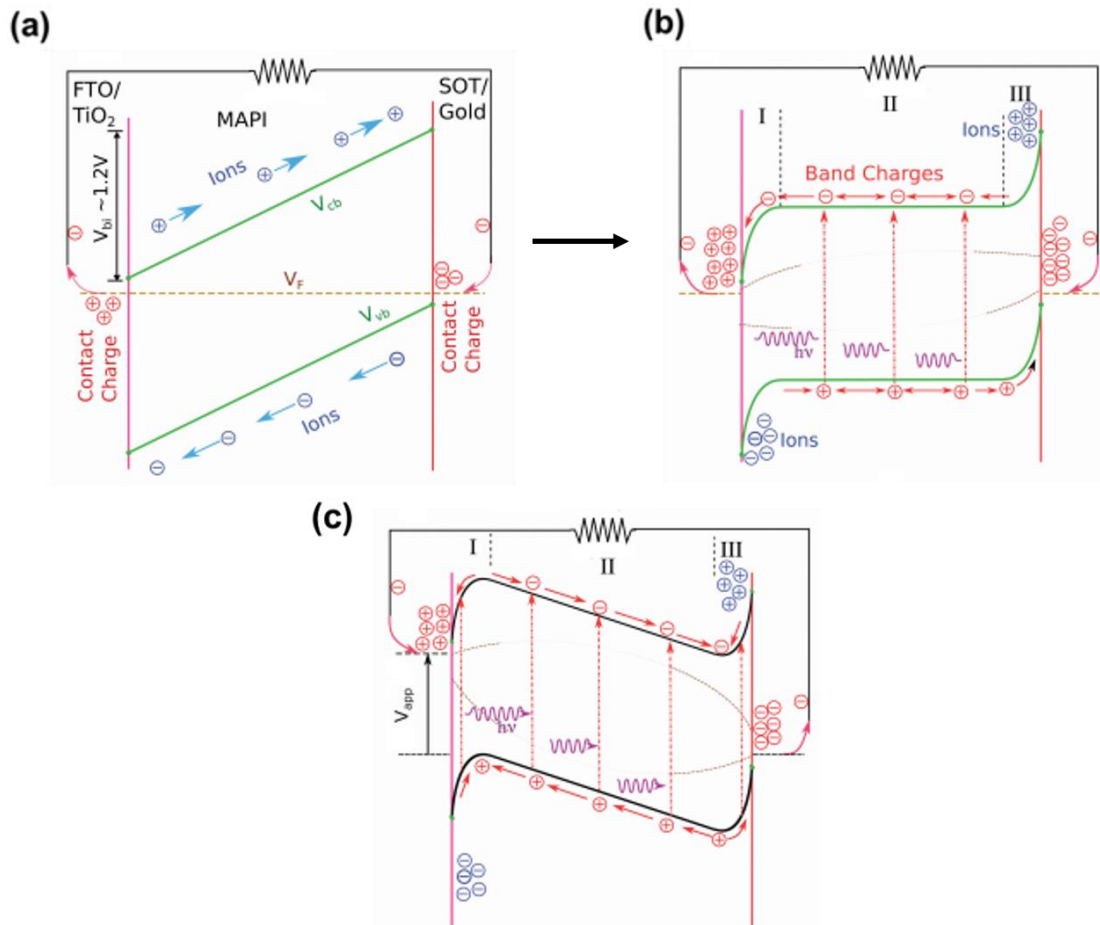 (a)
FTO/
TiO2
MAPI
SOT/
Gold
Vbi ~1.2V
Ions
Vcb
VF
Vvb
Contact
Charge
Contact
Charge
Ions
(b)
I
II
III
Ions
Band Charges
hν
Ions
(c)
I
II
III
Vapp
hν